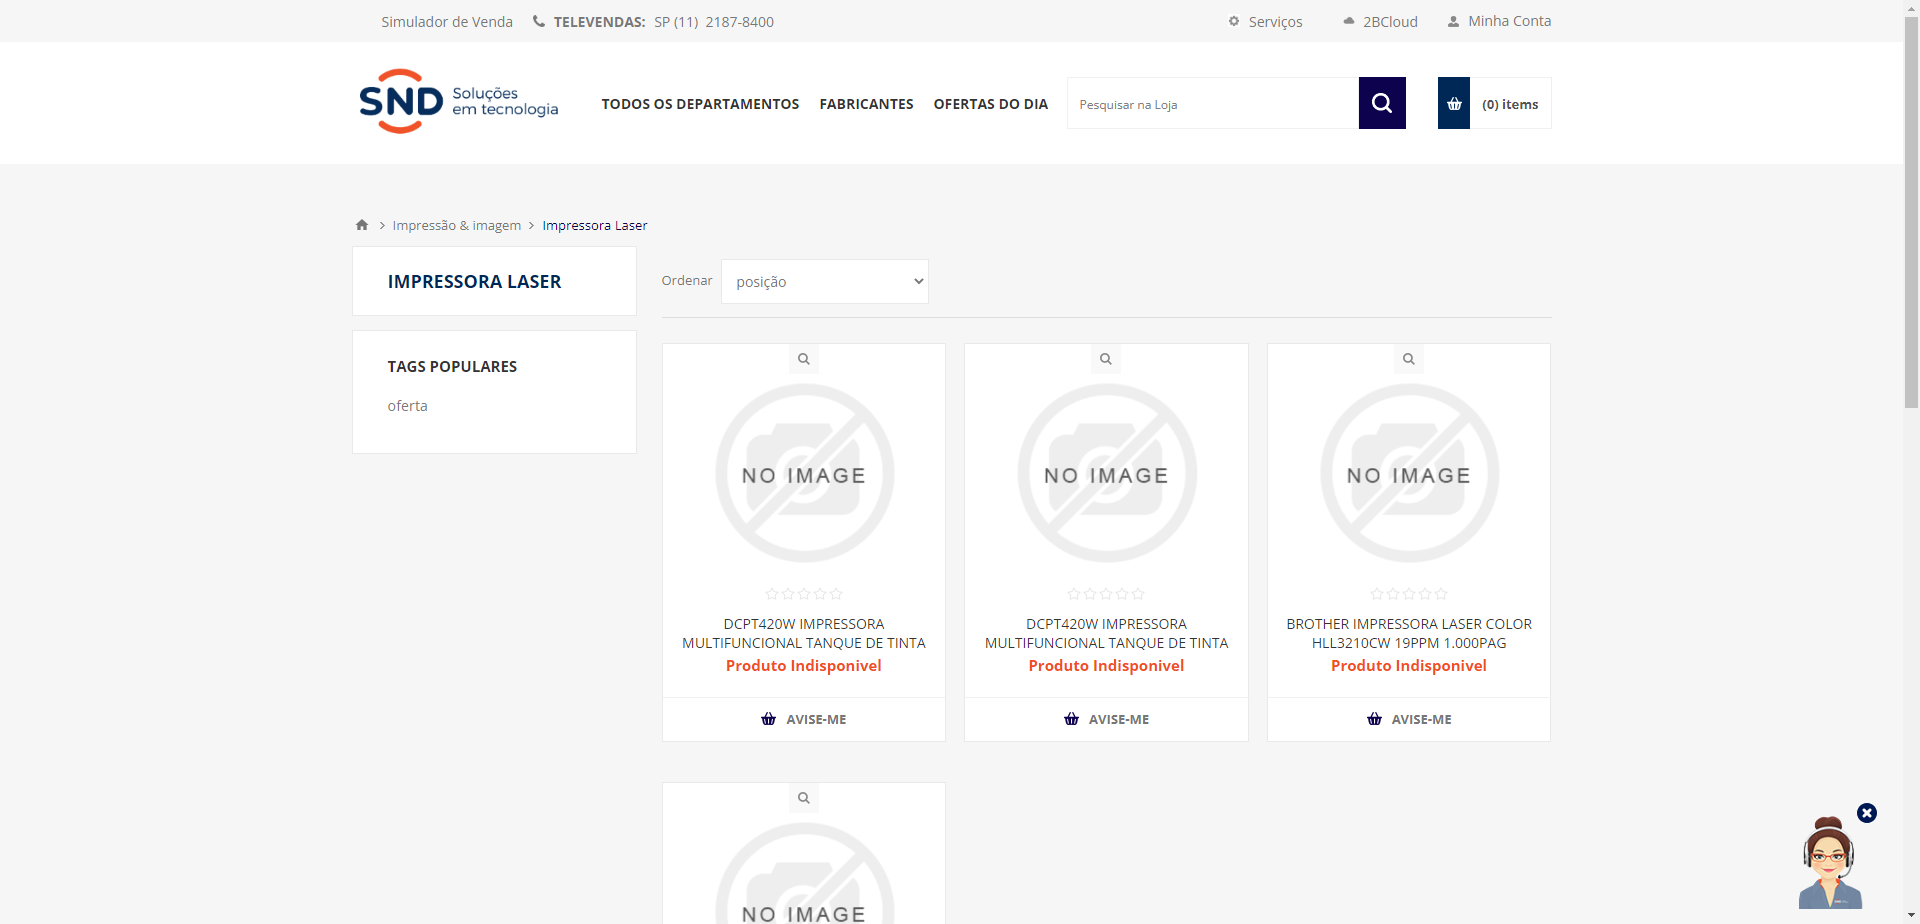 Simulador de Venda
TELEVENDAS: SP (11) 2187-8400
Serviços
2BCloud
Minha Conta
SND Soluções
em tecnologia
TODOS OS DEPARTAMENTOS
FABRICANTES
OFERTAS DO DIA
Pesquisar na Loja
(0) items
> Impressão & imagem > Impressora Laser
IMPRESSORA LASER
TAGS POPULARES
oferta
Ordenar
posição
NO IMAGE
DCPT420W IMPRESSORA
MULTIFUNCIONAL TANQUE DE TINTA
Produto Indisponivel
AVISE-ME
NO IMAGE
DCPT420W IMPRESSORA
MULTIFUNCIONAL TANQUE DE TINTA
Produto Indisponivel
AVISE-ME
NO IMAGE
BROTHER IMPRESSORA LASER COLOR
HLL3210CW 19PPM 1.000PAG
Produto Indisponivel
AVISE-ME
NO IMAGE